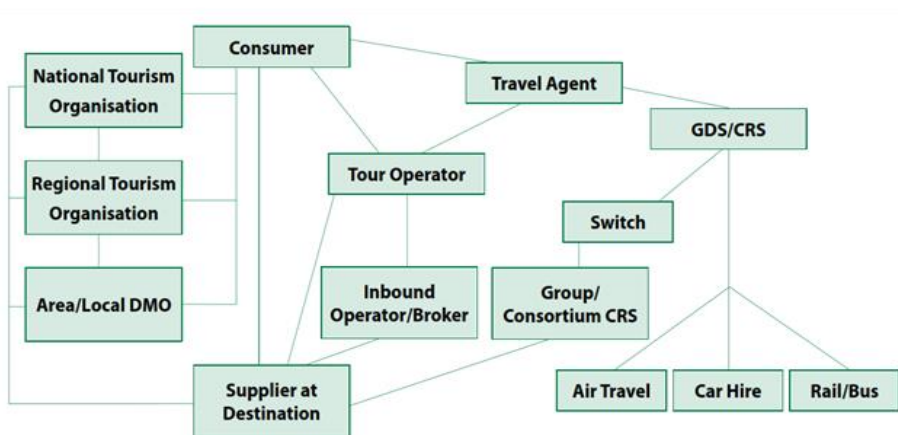 Consumer
National Tourism
Organisation
Travel Agent
GDS/CRS
Regional Tourism
Organisation
Tour Operator
Switch
Area/Local DMO
Inbound
Operator/Broker
Group/
Consortium CRS
Supplier at
Destination
Air Travel
Car Hire
Rail/Bus